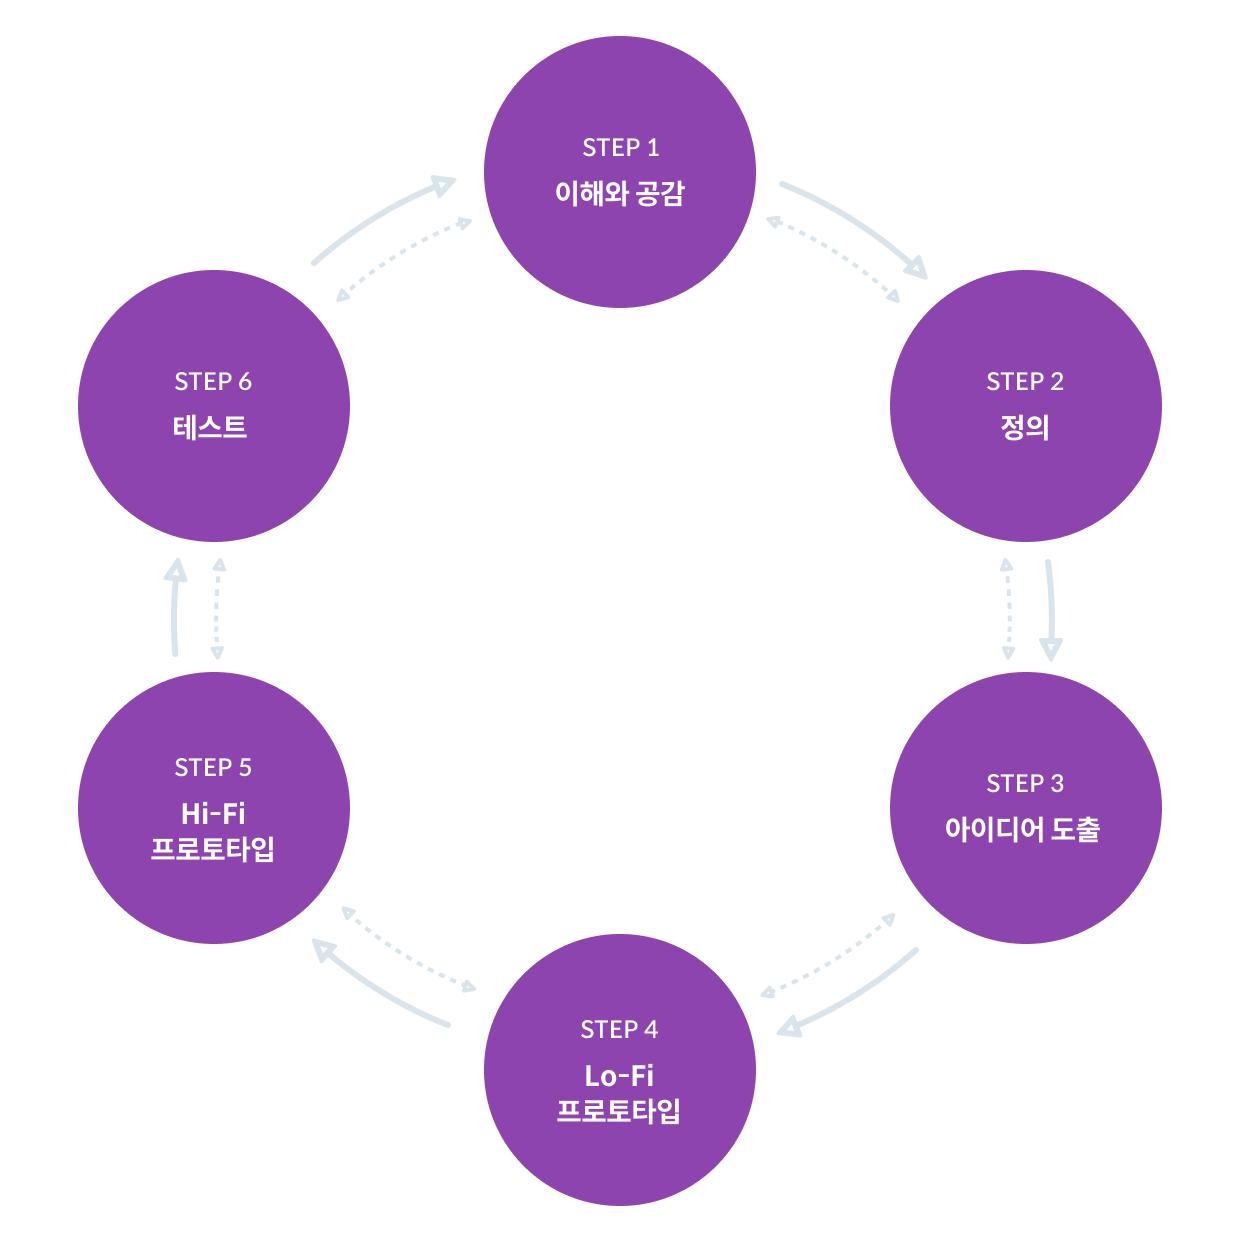 STEP 1
이해와 공감
STEP 2
정의
STEP 3
아이디어 도출
STEP 4
Lo-Fi
프로토타입
STEP 5
Hi-Fi
프로토타입
STEP 6
테스트